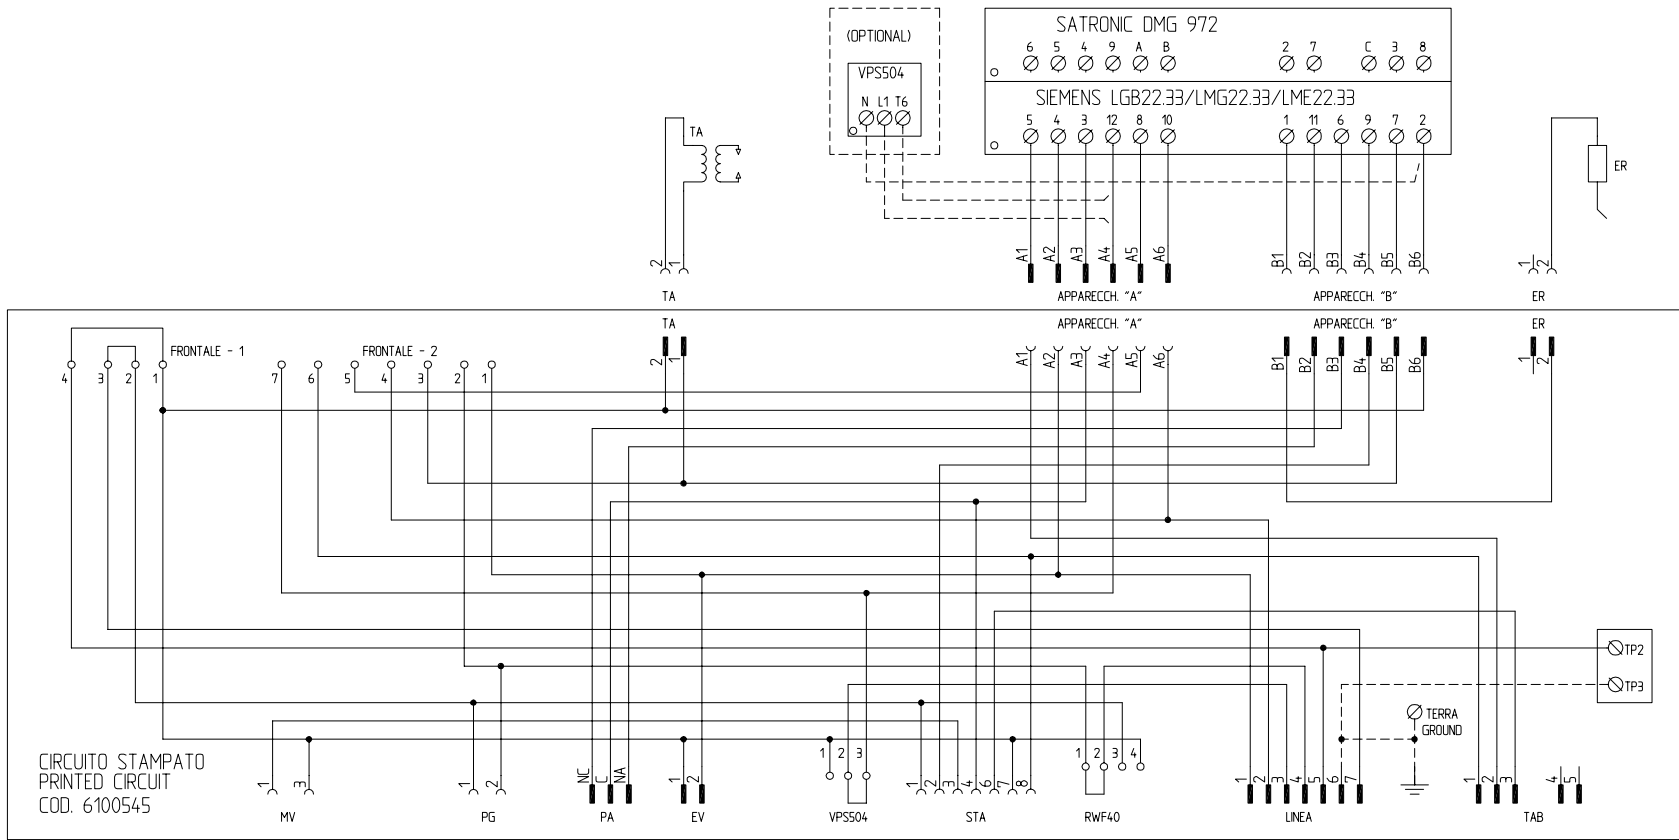 (OPTIONAL)
VPS504
N L1 T6
SATRONIC DMG 972
6 5 4 9 A B 2 7 C 3 8
SIEMENS LGB22.33/LMG22.33/LME22.33
5 4 3 12 8 10 1 11 6 9 7 2
TA
ER
2 1
A1 A2 A3 A4 A5 A6
B1 B2 B3 B4 B5 B6
1 2
TA
APPARECCH. "A"
APPARECCH. "B"
ER
TA
APPARECCH. "A"
APPARECCH. "B"
ER
FRONTALE - 1
FRONTALE - 2
4 3 2 1
7 6 5 4 3 2 1
2 1
A1 A2 A3 A4 A5 A6
B1 B2 B3 B4 B5 B6
1 2
TP2
TP3
TERRA
GROUND
CIRCUITO STAMPATO
PRINTED CIRCUIT
COD. 6100545
1 3
1 2
NC C NA
1 2
1 2 3
1 2 3 4 6 7 8
1 2 3 4
1 2 3 4 5 6 7
1 2 3 4 5
MV
PG
PA
EV
VPS504
STA
RWF40
LINEA
TAB